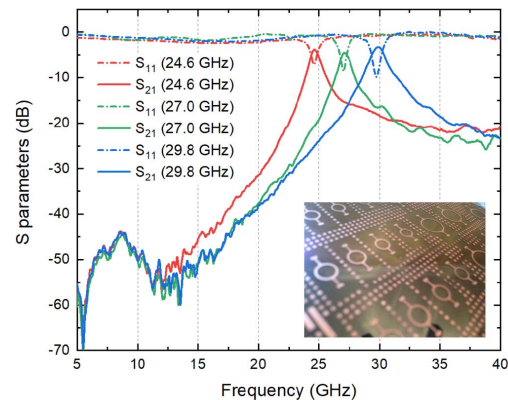 0
-10
-20
-30
-40
-50
-60
-70
S parameters (dB)
S11 (24.6 GHz)
S21 (24.6 GHz)
S11 (27.0 GHz)
S21 (27.0 GHz)
S11 (29.8 GHz)
S21 (29.8 GHz)
5 10 15 20 25 30 35 40
Frequency (GHz)